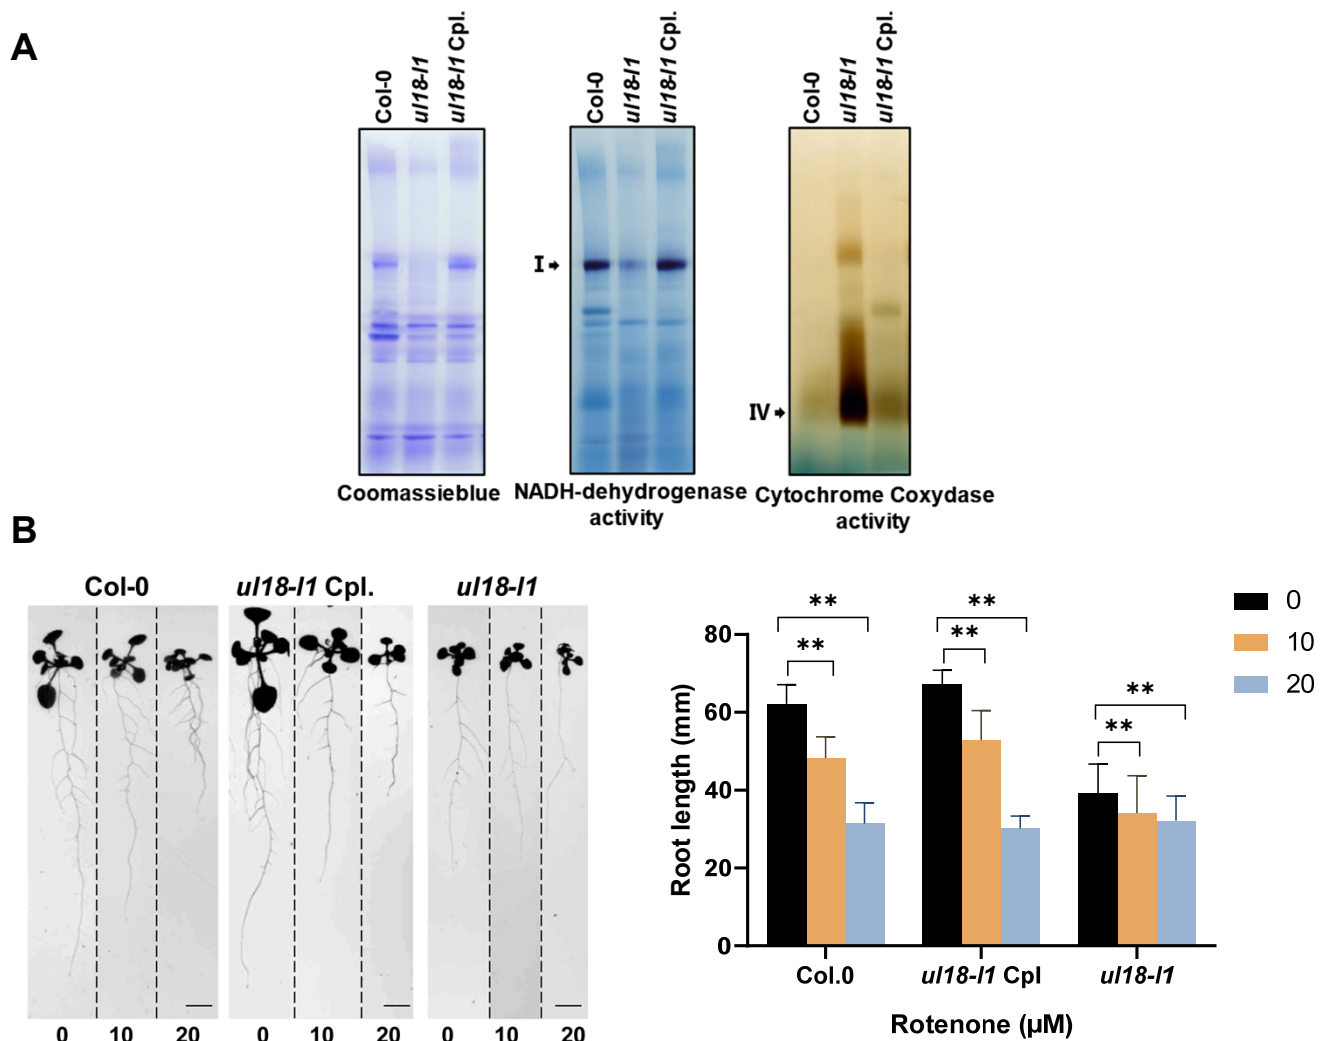 A
Col-0
ul18-l1
ul18-l1 Cpl.
Col-0
ul18-l1
ul18-l1 Cpl.
Col-0
ul18-l1
ul18-l1 Cpl.
I
IV
Coomassieblue
NADH-dehydrogenase
activity
Cytochrome Coxydase
activity
B
Col-0
ul18-l1 Cpl.
ul18-l1
0 10 20
0 10 20
0 10 20
Root length (mm)
80
60
40
20
0
** **
** **
** **
Col.0
ul18-l1 Cpl
ul18-l1
Rotenone (µM)
0
10
20